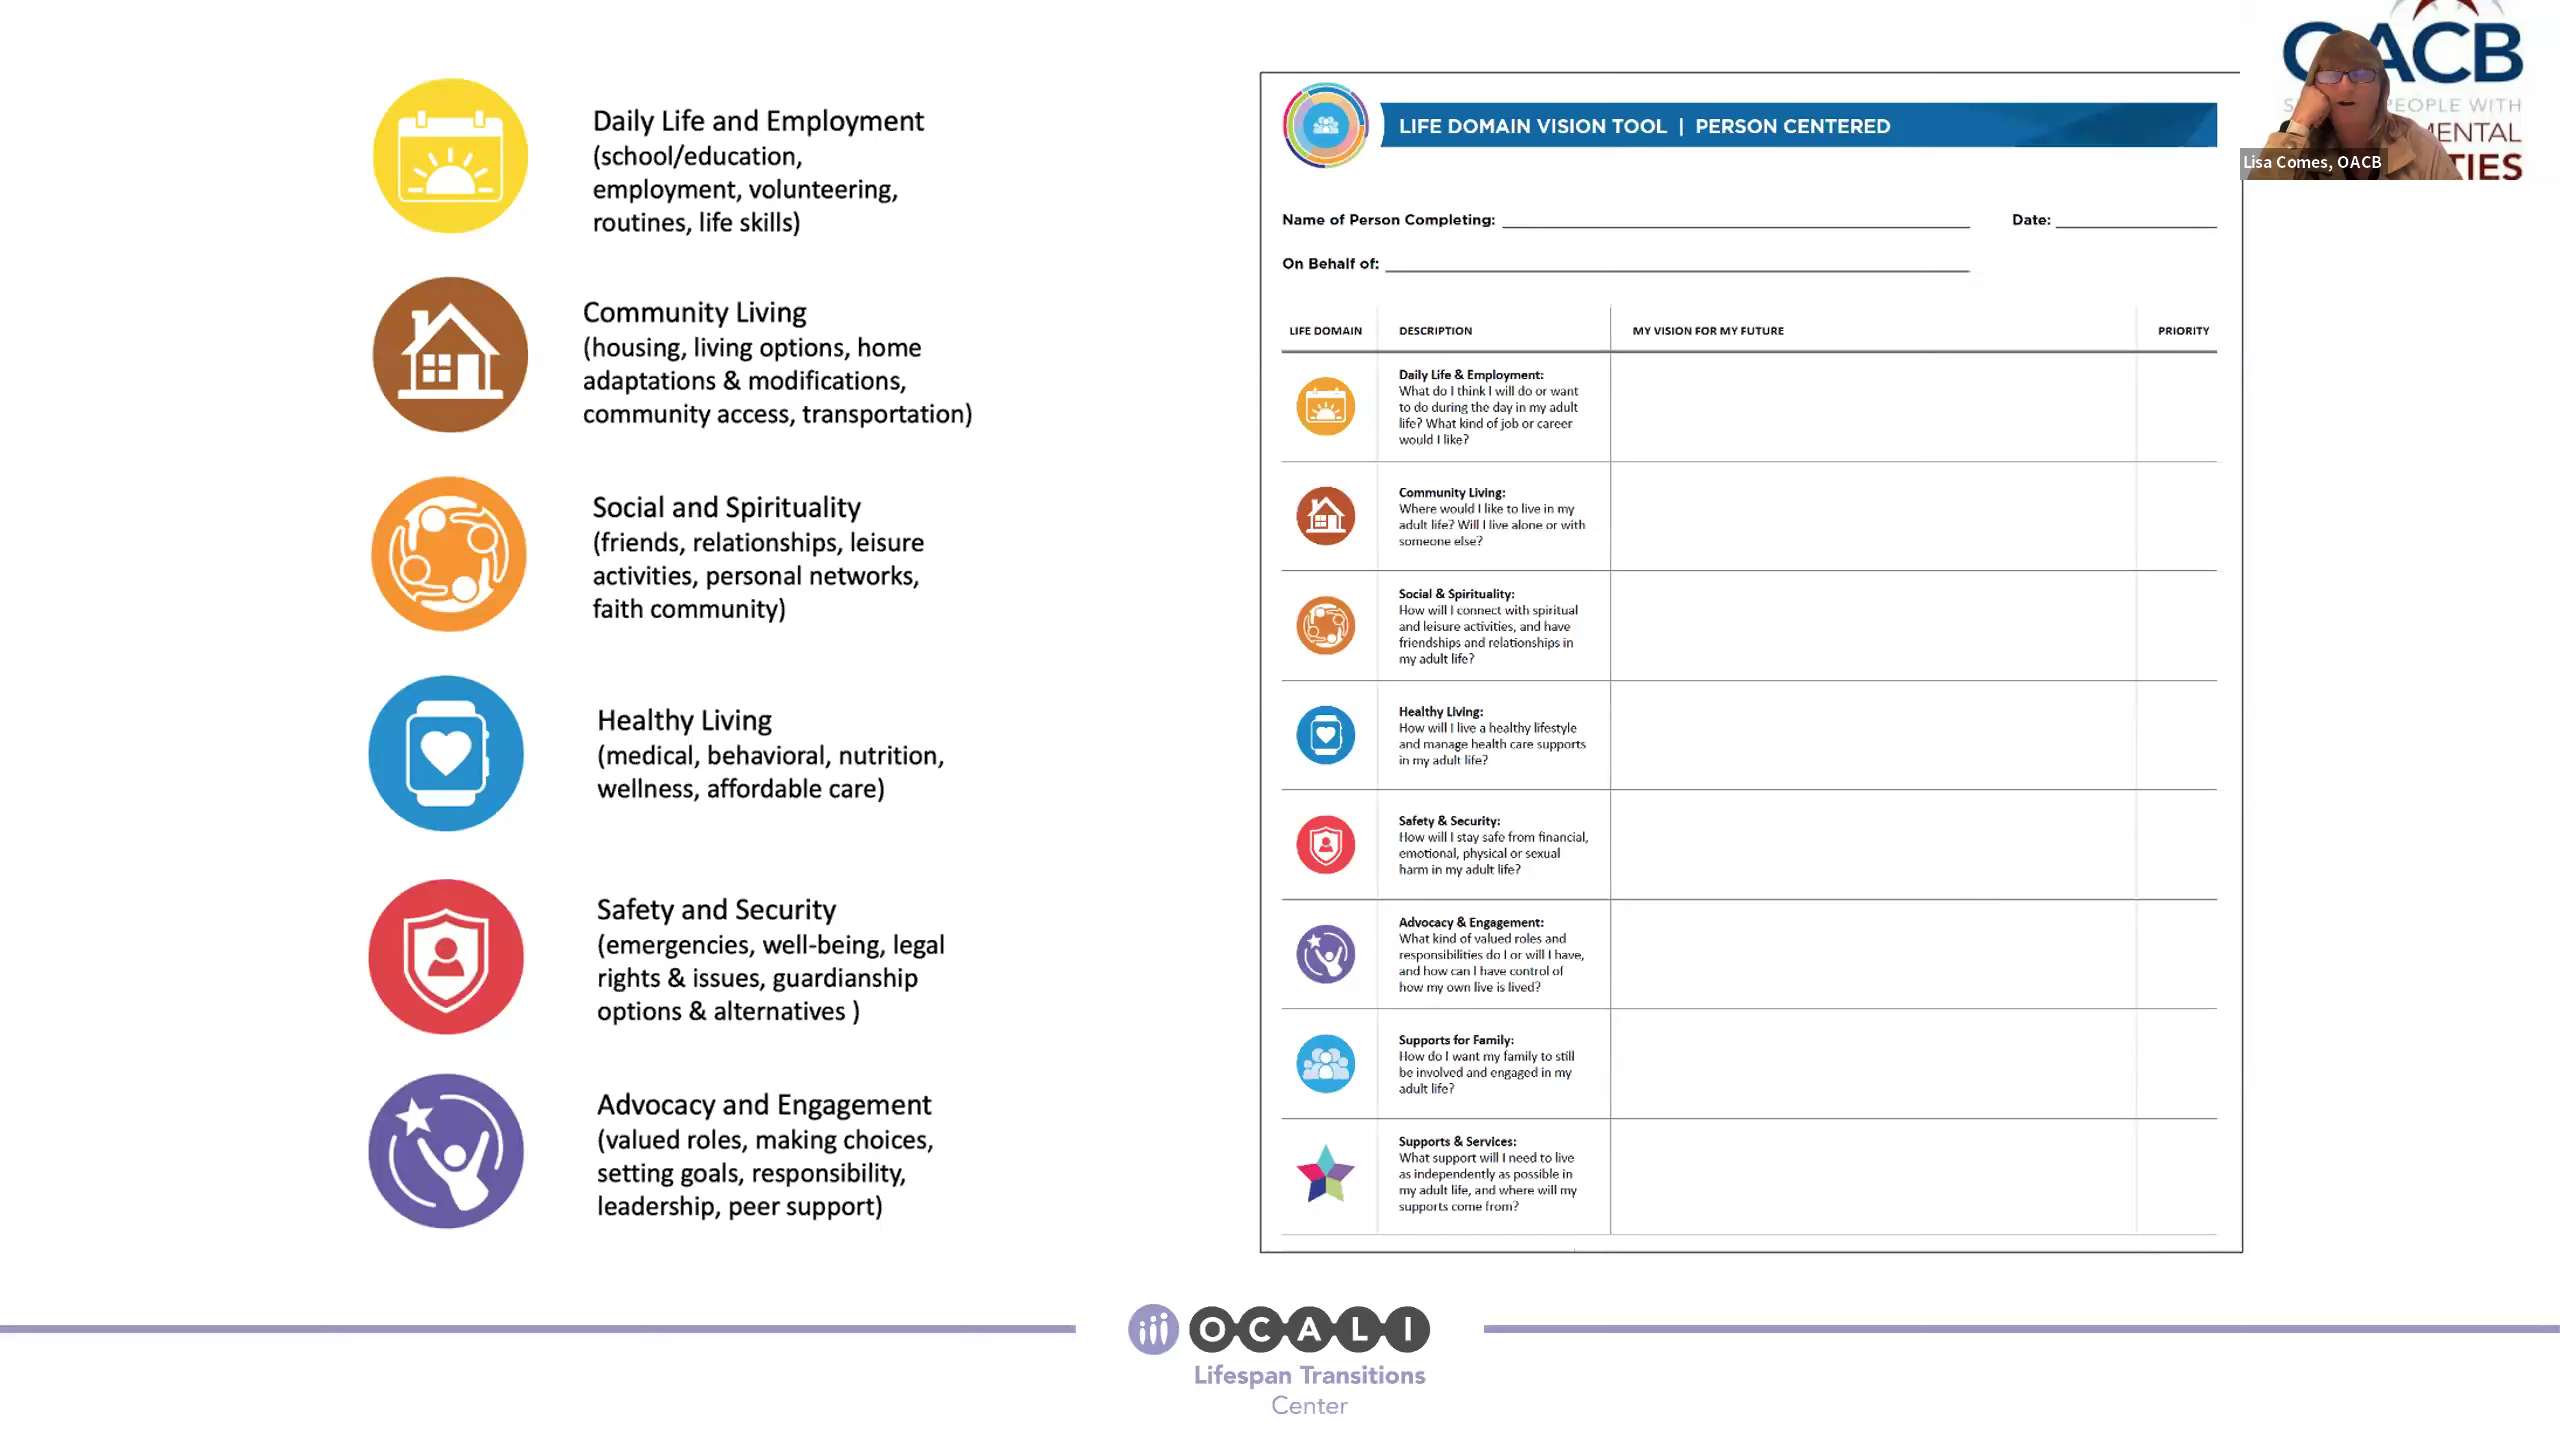 Daily Life and Employment
(school/education,
employment, volunteering,
routines, life skills)
Community Living
(housing, living options, home
adaptations & modifications,
community access, transportation)
Social and Spirituality
(friends, relationships, leisure
activities, personal networks,
faith community)
Healthy Living
(medical, behavioral, nutrition,
wellness, affordable care)
Safety and Security
(emergencies, well-being, legal
rights & issues, guardianship
options & alternatives )
Advocacy and Engagement
(valued roles, making choices,
setting goals, responsibility,
leadership, peer support)
LIFE DOMAIN VISION TOOL | PERSON CENTERED
Name of Person Completing:
Date:
On Behalf of:
LIFE DOMAIN
DESCRIPTION
MY VISION FOR MY FUTURE
PRIORITY
Daily Life & Employment:
What do I think I will do or want
to do during the day in my adult
life? What kind of job or career
would I like?
Community Living:
Where would I like to live in my
adult life? Will I live alone or with
someone else?
Social & Spirituality:
How will I connect with spiritual
and leisure activities, and have
friendships and relationships in
my adult life?
Healthy Living:
How will I live a healthy lifestyle
and manage health care supports
in my adult life?
Safety & Security:
How will I stay safe from financial,
emotional, physical or sexual
harm in my adult life?
Advocacy & Engagement:
What kind of valued roles and
responsibilities do I or will I have,
and how can I have control of
how my own live is lived?
Supports for Family:
How do I want my family to still
be involved and engaged in my
adult life?
Supports & Services:
What support will I need to live
as independently as possible in
my adult life, and where will my
supports come from?
OACB
PEOPLE WITH
Lisa Comes, OACB
OCALI
Lifespan Transitions
Center